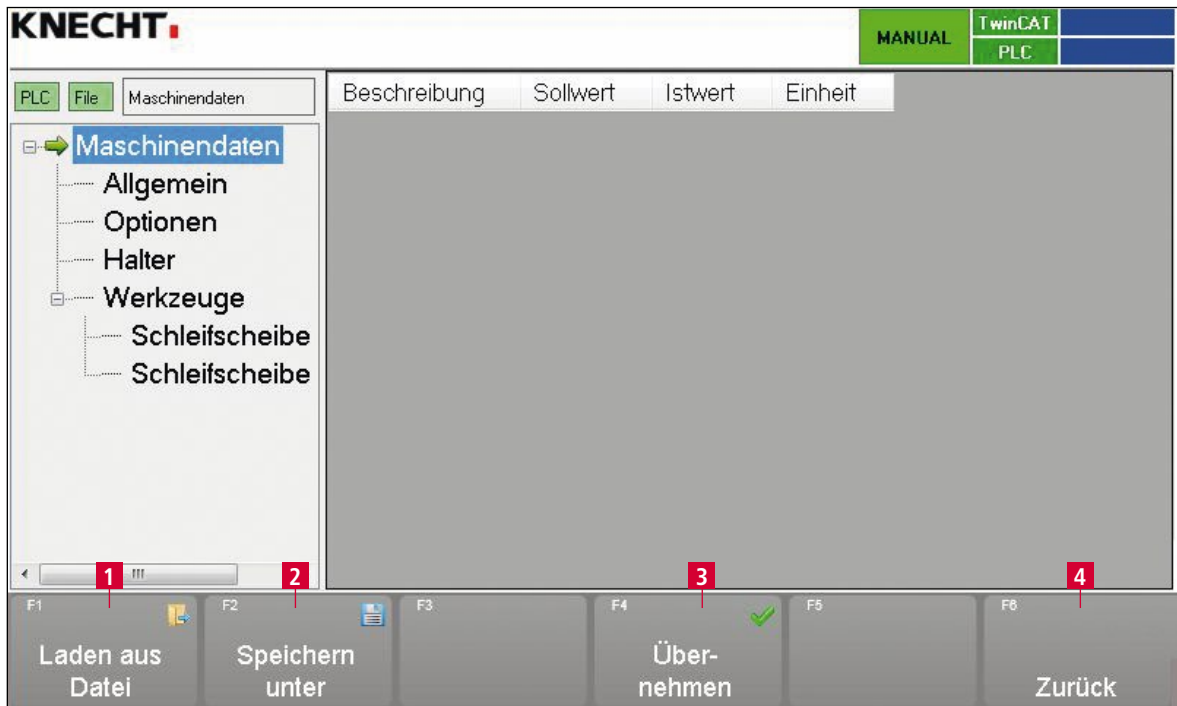 KNECHT
MANUAL
TwinCAT
PLC
PLC File Maschinendaten
Beschreibung Sollwert Istwert Einheit
Maschinendaten
Allgemein
Optionen
Halter
Werkzeuge
Schleifscheibe
Schleifscheibe
1 2 3 4
F1 F2 F3 F4 F5 F6
Laden aus
Datei
Speichern
unter
Über-
nehmen
Zurück